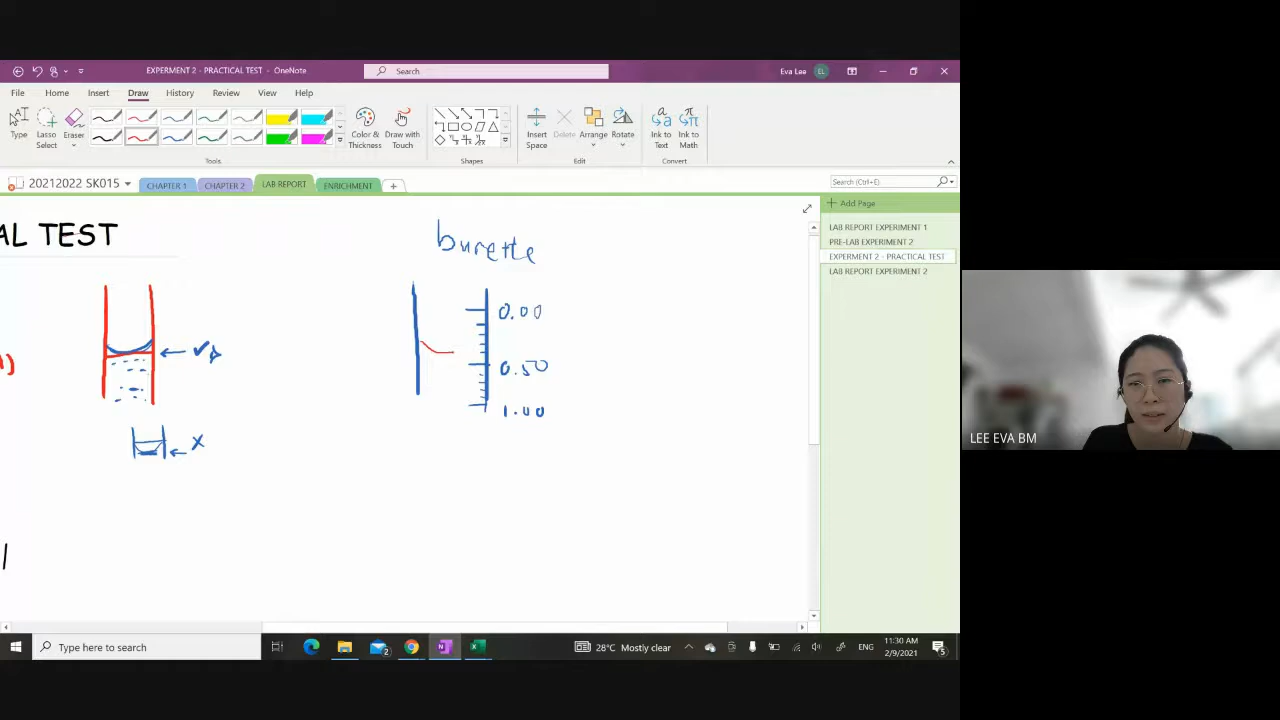 EXPERMENT 2 - PRACTICAL TEST - OneNote
Search
Eva Lee
EL
File Home Insert Draw History Review View Help
Type
Lasso Select
Eraser
Color & Thickness
Draw with Touch
Insert Space
Delete
Arrange
Rotate
Ink to Text
Ink to Math
Tools
Shapes
Edit
Convert
20212022 SK015
CHAPTER 1
CHAPTER 2
LAB REPORT
ENRICHMENT
+
Search (Ctrl+E)
Add Page
LAB REPORT EXPERIMENT 1
PRE-LAB EXPERIMENT 2
EXPERMENT 2 - PRACTICAL TEST
LAB REPORT EXPERIMENT 2
AL TEST
burette
0.00
0.50
1.00
LEE EVA BM
Type here to search
2
28°C Mostly clear
ENG
11:30 AM
2/9/2021
5